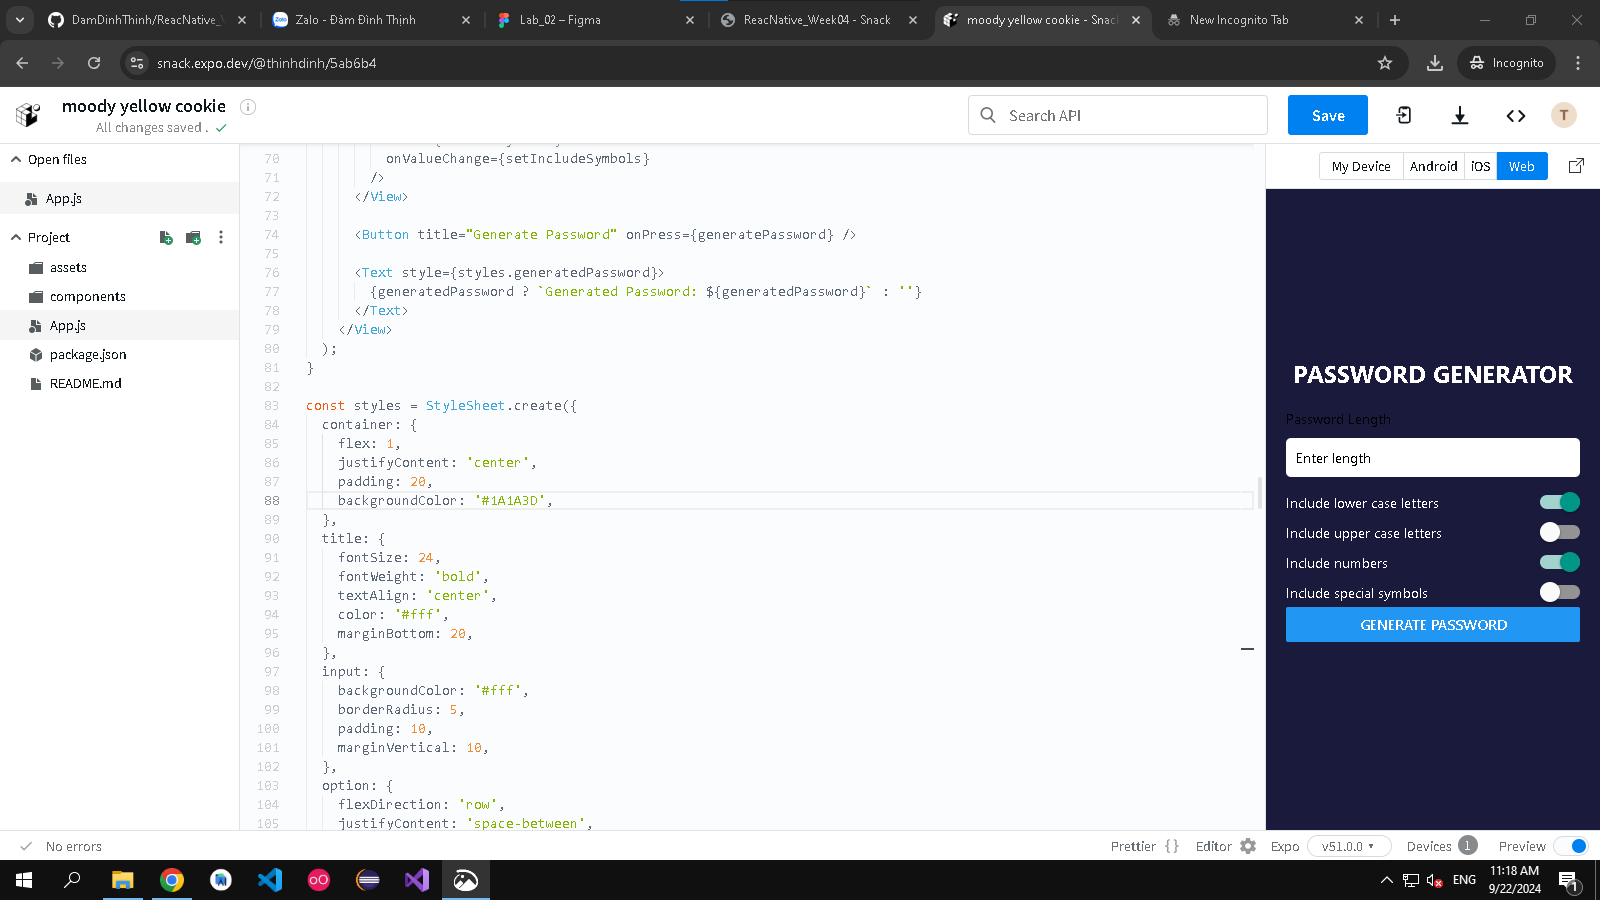 DamDinhThinh/ReacNative_W
Zalo - Đàm Đình Thịnh
Lab_02 – Figma
ReacNative_Week04 - Snack
moody yellow cookie - Snack
New Incognito Tab
snack.expo.dev/@thinhdinh/5ab6b4
Incognito
moody yellow cookie
All changes saved .
Search API
Save
T
Open files
App.js
Project
assets
components
App.js
package.json
README.md
70 onValueChange={setIncludeSymbols}
71 />
72 </View>
73
74 <Button title="Generate Password" onPress={generatePassword} />
75
76 <Text style={styles.generatedPassword}>
77 {generatedPassword ? `Generated Password: ${generatedPassword}` : ''}
78 </Text>
79 </View>
80 );
81 }
82
83 const styles = StyleSheet.create({
84 container: {
85 flex: 1,
86 justifyContent: 'center',
87 padding: 20,
88 backgroundColor: '#1A1A3D',
89 },
90 title: {
91 fontSize: 24,
92 fontWeight: 'bold',
93 textAlign: 'center',
94 color: '#fff',
95 marginBottom: 20,
96 },
97 input: {
98 backgroundColor: '#fff',
99 borderRadius: 5,
100 padding: 10,
101 marginVertical: 10,
102 },
103 option: {
104 flexDirection: 'row',
105 justifyContent: 'space-between',
My Device
Android
iOS
Web
PASSWORD GENERATOR
Password Length
Enter length
Include lower case letters
Include upper case letters
Include numbers
Include special symbols
GENERATE PASSWORD
No errors
Prettier { }
Editor
Expo
v51.0.0
Devices 1
Preview
ENG
11:18 AM
9/22/2024
1